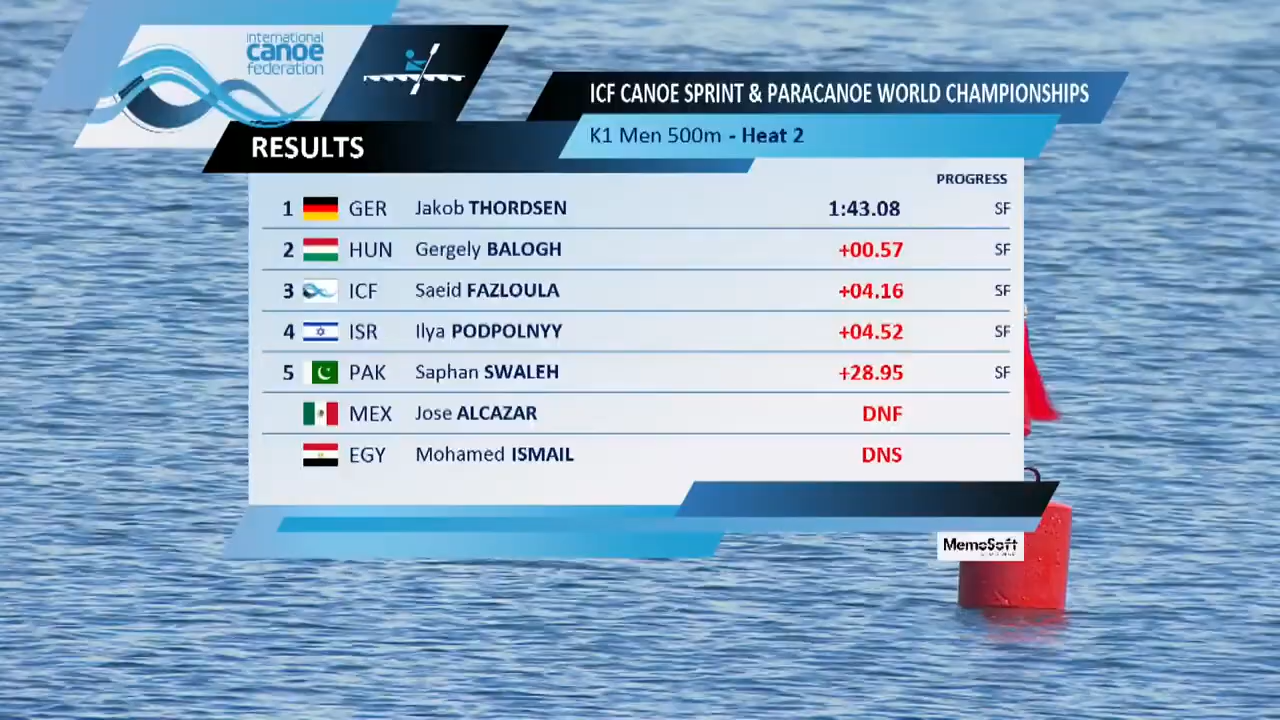 international
canoe
federation
ICF CANOE SPRINT & PARACANOE WORLD CHAMPIONSHIPS
K1 Men 500m - Heat 2
RESULTS
PROGRESS
1 GER Jakob THORDSEN 1:43.08 SF
2 HUN Gergely BALOGH +00.57 SF
3 ICF Saeid FAZLOULA +04.16 SF
4 ISR Ilya PODPOLNYY +04.52 SF
5 PAK Saphan SWALEH +28.95 SF
MEX Jose ALCAZAR DNF
EGY Mohamed ISMAIL DNS
MemoSoft